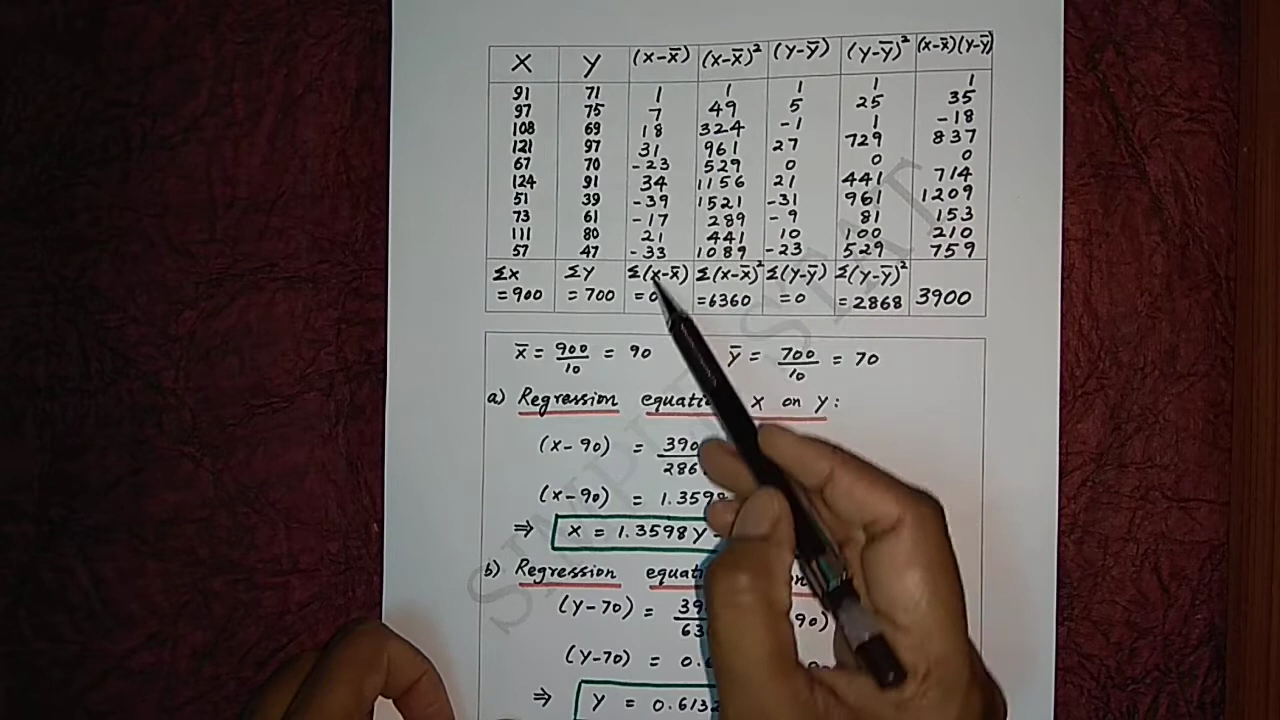 X Y (x-x̄) (x-x̄)² (y-ȳ) (y-ȳ)² (x-x̄)(y-ȳ)
91 71 1 1 1 1 1
97 75 7 49 5 25 35
108 69 18 324 -1 1 -18
121 97 31 961 27 729 837
67 70 -23 529 0 0 0
124 91 34 1156 21 441 714
51 39 -39 1521 -31 961 1209
73 61 -17 289 -9 81 153
111 80 21 441 10 100 210
57 47 -33 1089 -23 529 759
Σx Σy Σ(x-x̄) Σ(x-x̄)² Σ(y-ȳ) Σ(y-ȳ)²
=900 =700 =0 =6360 =0 =2868 3900
x̄ = 900/10 = 90 ȳ = 700/10 = 70
a) Regression X on Y:
(x-90) =
(x-90) = 1.3598
⇒ X = 1.3598 Y
b) Regression
(y-70) = 90)
(y-70) =
⇒ Y = 0.6132